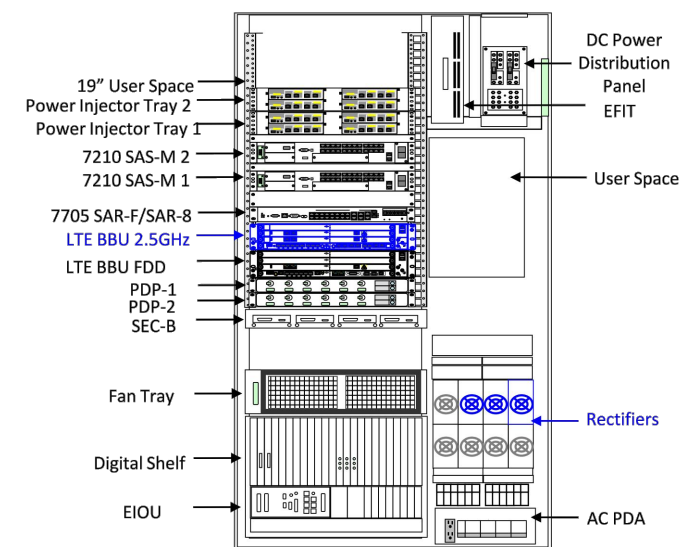 19” User Space
Power Injector Tray 2
Power Injector Tray 1
7210 SAS-M 2
7210 SAS-M 1
7705 SAR-F/SAR-8
LTE BBU 2.5GHz
LTE BBU FDD
PDP-1
PDP-2
SEC-B
Fan Tray
Digital Shelf
EIOU
DC Power
Distribution
Panel
EFIT
User Space
Rectifiers
AC PDA